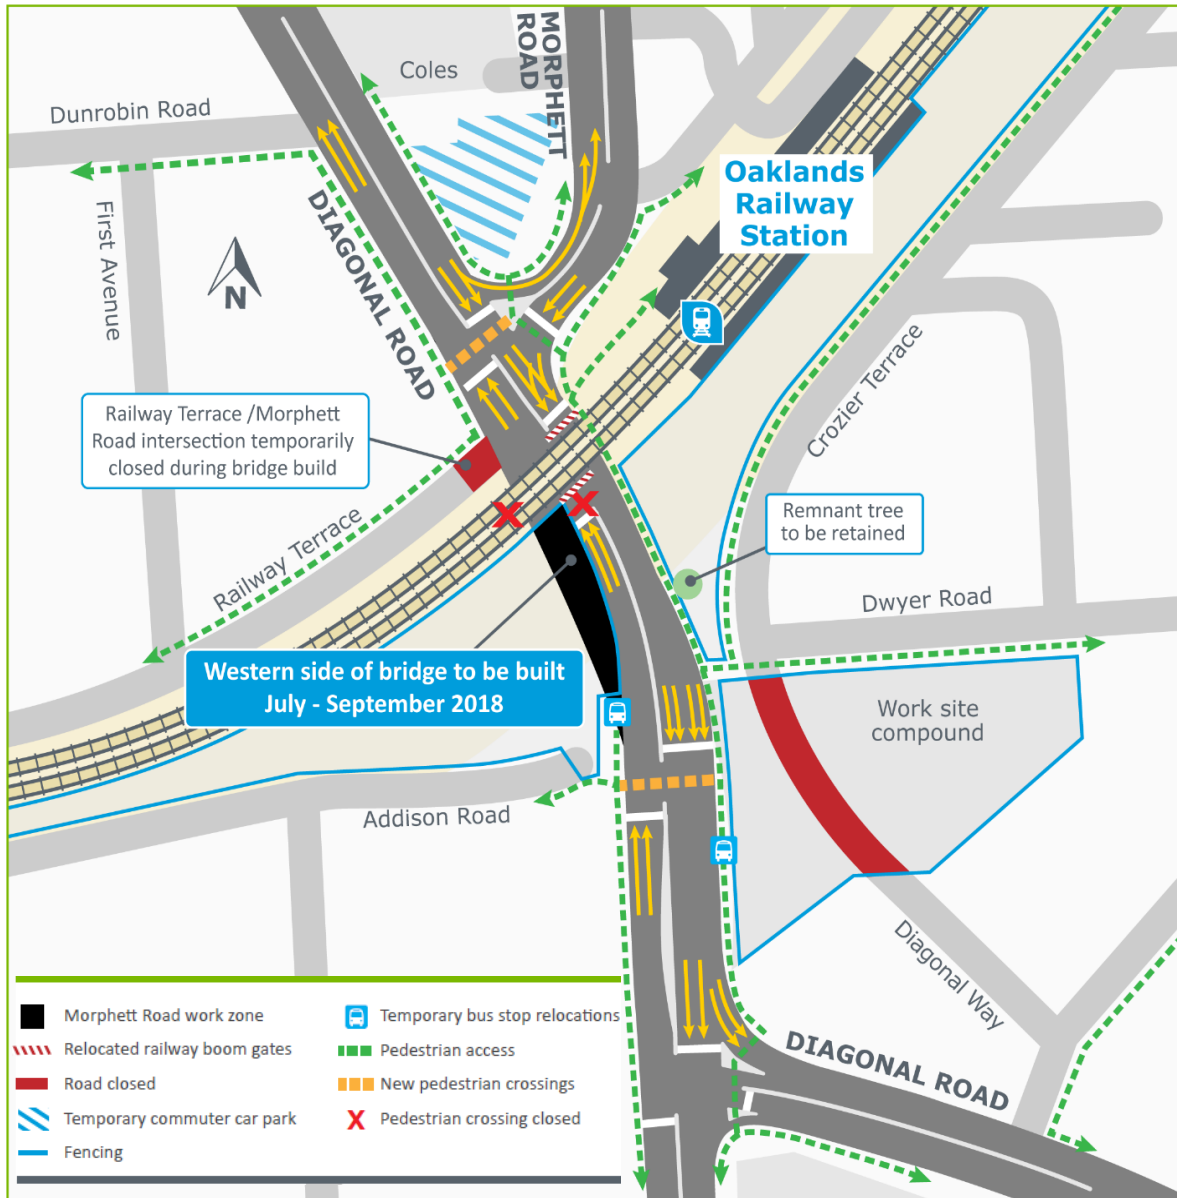 MORPHETT
ROAD
Coles
Dunrobin Road
Oaklands
Railway
Station
First Avenue
DIAGONAL ROAD
N
Crozier Terrace
Railway Terrace /Morphett
Road intersection temporarily
closed during bridge build
Remnant tree
to be retained
Railway Terrace
Dwyer Road
Western side of bridge to be built
July - September 2018
Work site
compound
Addison Road
Diagonal Way
DIAGONAL ROAD
Morphett Road work zone
Relocated railway boom gates
Road closed
Temporary commuter car park
Fencing
Temporary bus stop relocations
Pedestrian access
New pedestrian crossings
X Pedestrian crossing closed